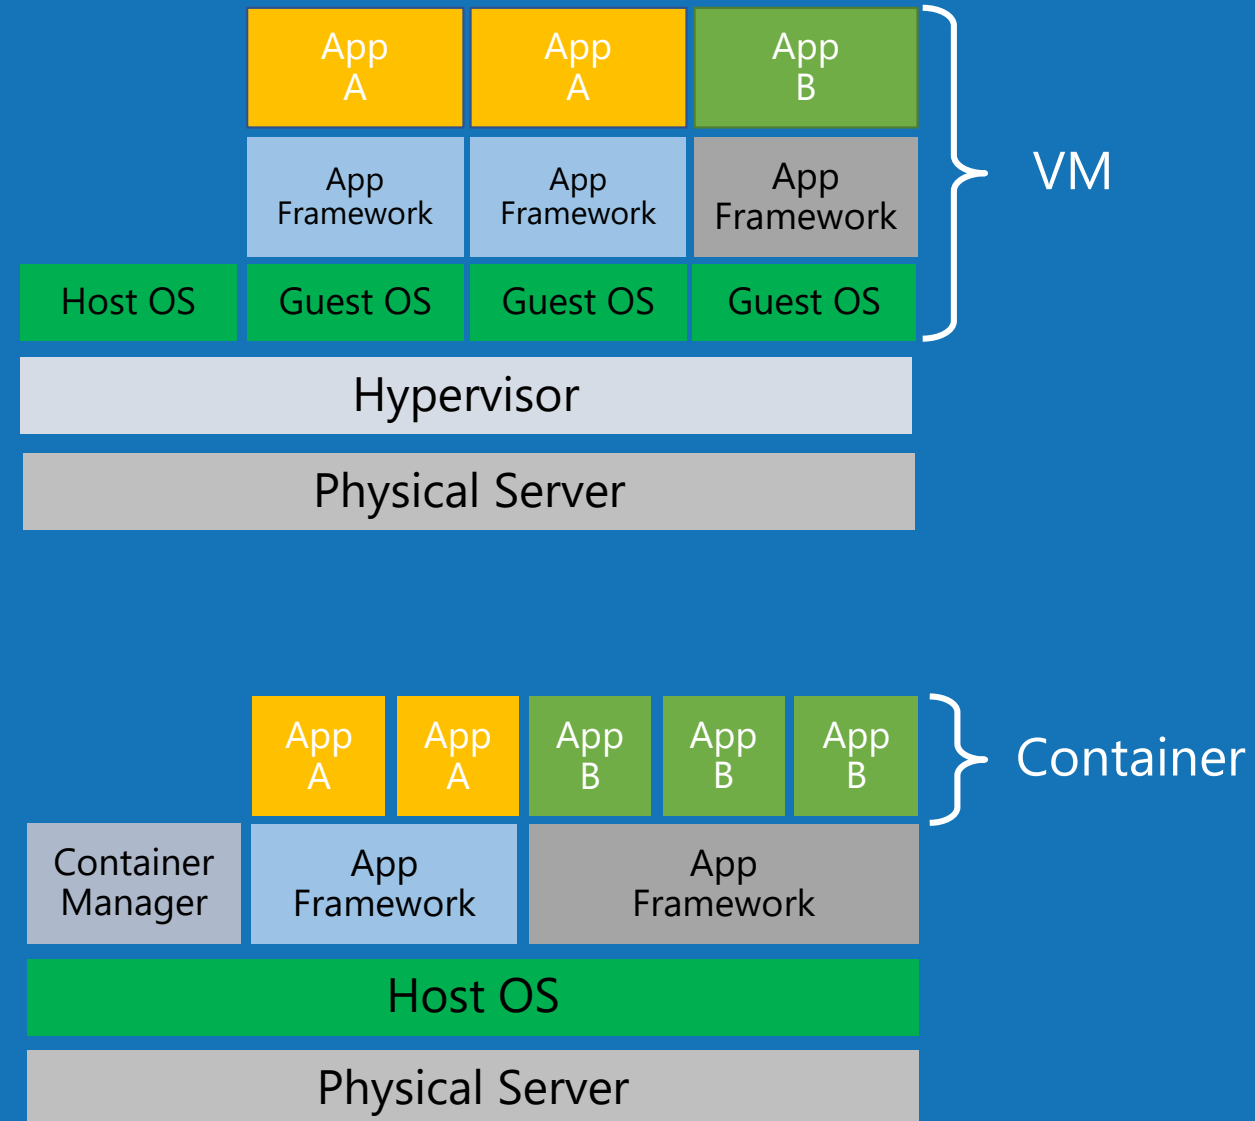 App
A
App
A
App
B
App
Framework
App
Framework
App
Framework
VM
Host OS
Guest OS
Guest OS
Guest OS
Hypervisor
Physical Server
App
A
App
A
App
B
App
B
App
B
Container
Container
Manager
App
Framework
App
Framework
Host OS
Physical Server